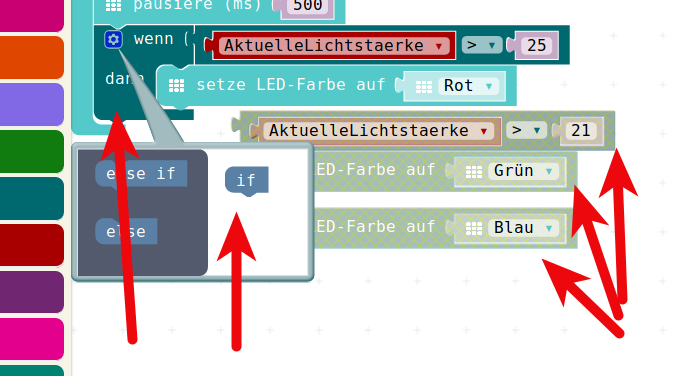 pausiere (ms) 500
wenn ( AktuelleLichtstaerke > 25
dann setze LED-Farbe auf Rot
AktuelleLichtstaerke > 21
else if if LED-Farbe auf Grün
else LED-Farbe auf Blau